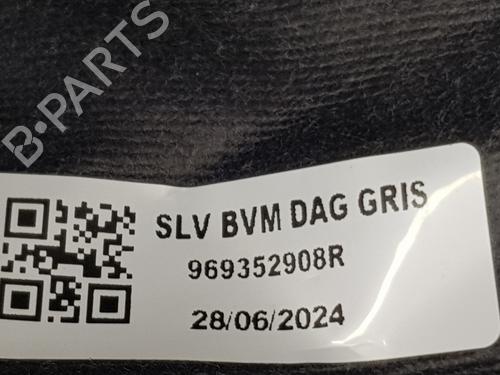 B-PARTS
SLV BVM DAG GRIS
969352908R
28/06/2024